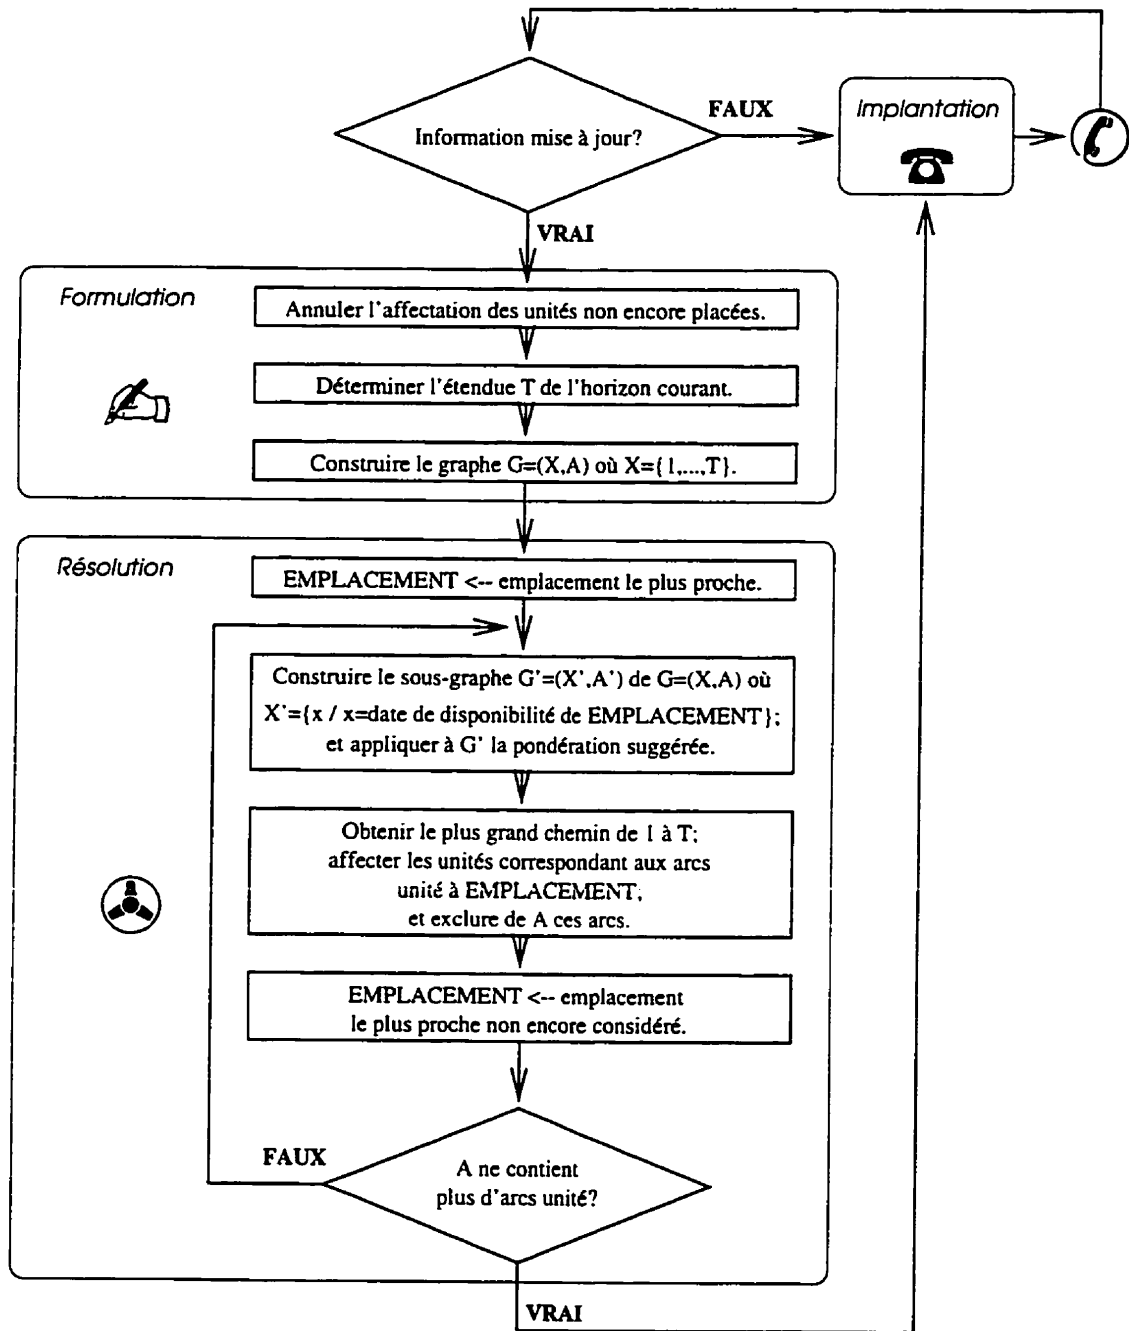 Information mise à jour?
FAUX
Implantation
VRAI
Formulation
Annuler l'affectation des unités non encore placées.
Déterminer l'étendue T de l'horizon courant.
Construire le graphe G=(X,A) où X={1,...,T}.
Résolution
EMPLACEMENT <-- emplacement le plus proche.
Construire le sous-graphe G'=(X',A') de G=(X,A) où
X'={x / x=date de disponibilité de EMPLACEMENT};
et appliquer à G' la pondération suggérée.
Obtenir le plus grand chemin de 1 à T;
affecter les unités correspondant aux arcs
unité à EMPLACEMENT;
et exclure de A ces arcs.
EMPLACEMENT <-- emplacement
le plus proche non encore considéré.
FAUX
A ne contient
plus d'arcs unité?
VRAI